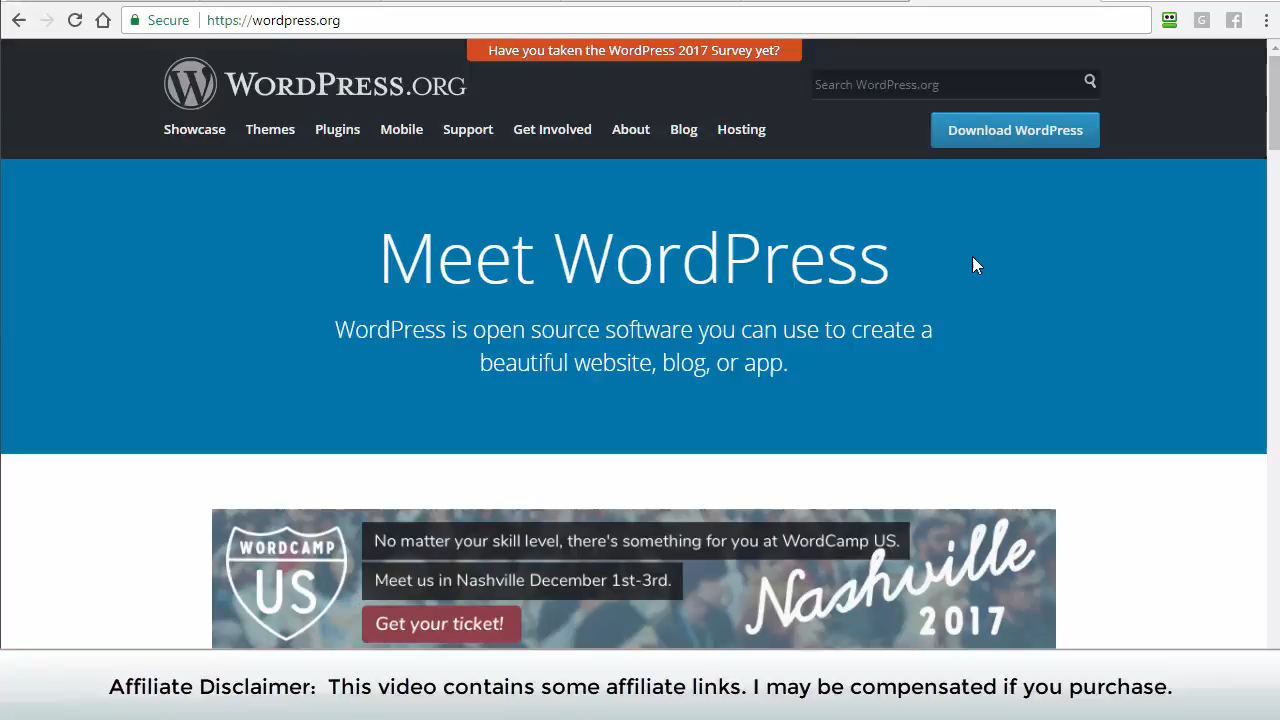 Secure https://wordpress.org
Have you taken the WordPress 2017 Survey yet?
WORDPRESS.ORG
Search WordPress.org
Showcase Themes Plugins Mobile Support Get Involved About Blog Hosting
Download WordPress
Meet WordPress
WordPress is open source software you can use to create a
beautiful website, blog, or app.
WORDCAMP
US
No matter your skill level, there's something for you at WordCamp US.
Meet us in Nashville December 1st-3rd.
Get your ticket!
Nashville
2017
Affiliate Disclaimer: This video contains some affiliate links. I may be compensated if you purchase.